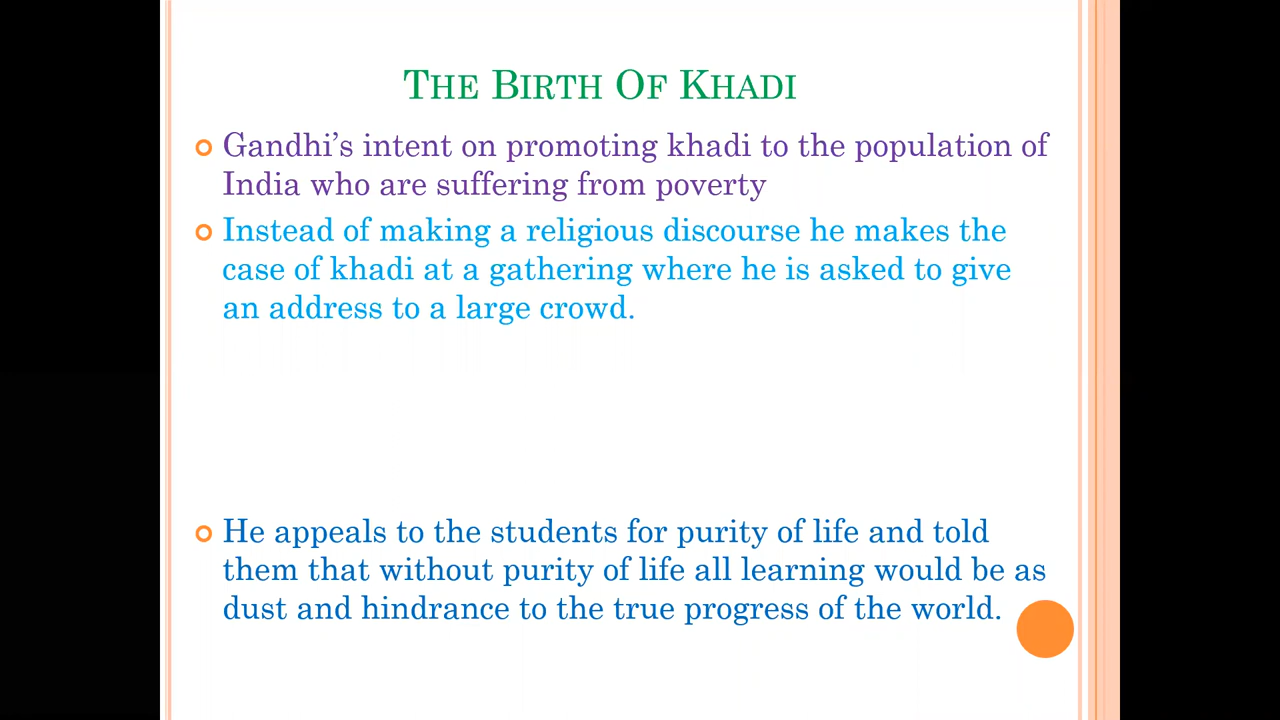 The Birth Of Khadi
Gandhi's intent on promoting khadi to the population of
India who are suffering from poverty
Instead of making a religious discourse he makes the
case of khadi at a gathering where he is asked to give
an address to a large crowd.
He appeals to the students for purity of life and told
them that without purity of life all learning would be as
dust and hindrance to the true progress of the world.